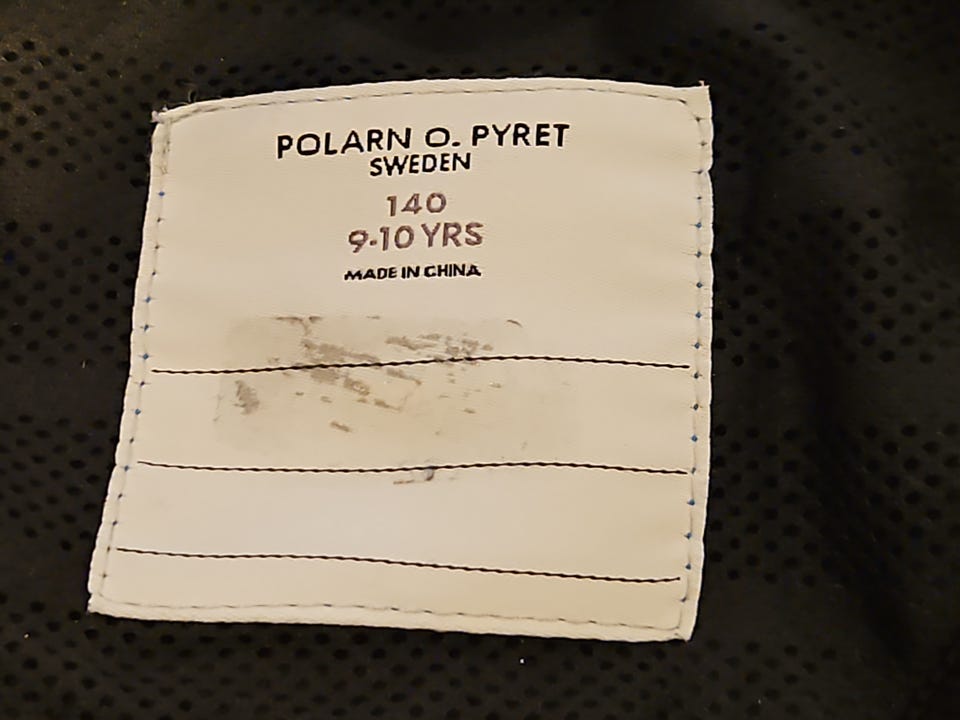 POLARN O. PYRET
SWEDEN
140
9-10 YRS
MADE IN CHINA